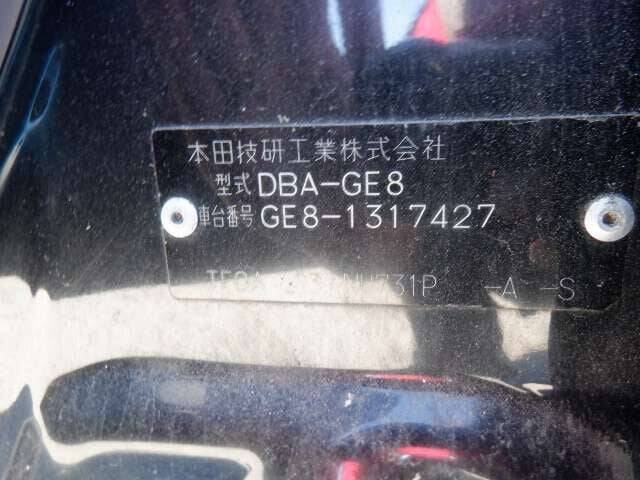 本田技研工業株式会社
型式 DBA-GE8
車台番号 GE8-1317427
-A -S